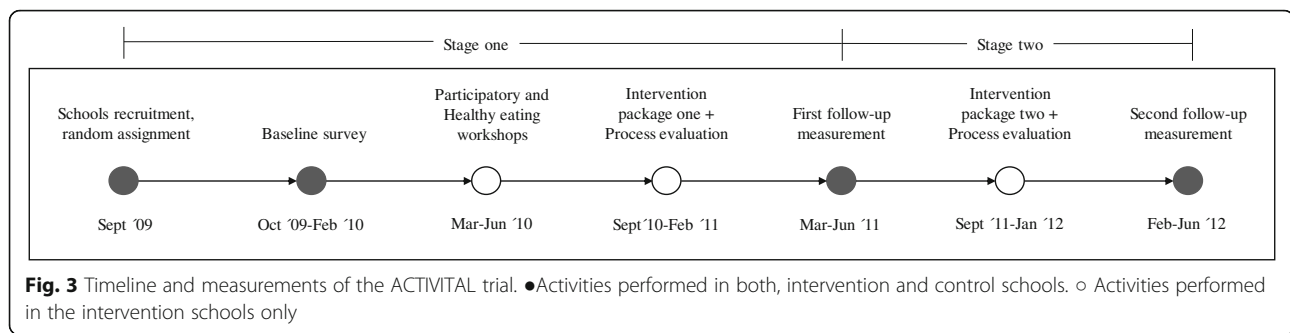 Stage one
Stage two
Schools recruitment,
random assignment
Baseline survey
Participatory and
Healthy eating
workshops
Intervention
package one +
Process evaluation
First follow-up
measurement
Intervention
package two +
Process evaluation
Second follow-up
measurement
Sept ´09
Oct ´09-Feb ´10
Mar-Jun ´10
Sept´10-Feb ´11
Mar-Jun ´11
Sept ´11-Jan ´12
Feb-Jun ´12
Fig. 3 Timeline and measurements of the ACTIVITAL trial. ●Activities performed in both, intervention and control schools. ○ Activities performed
in the intervention schools only